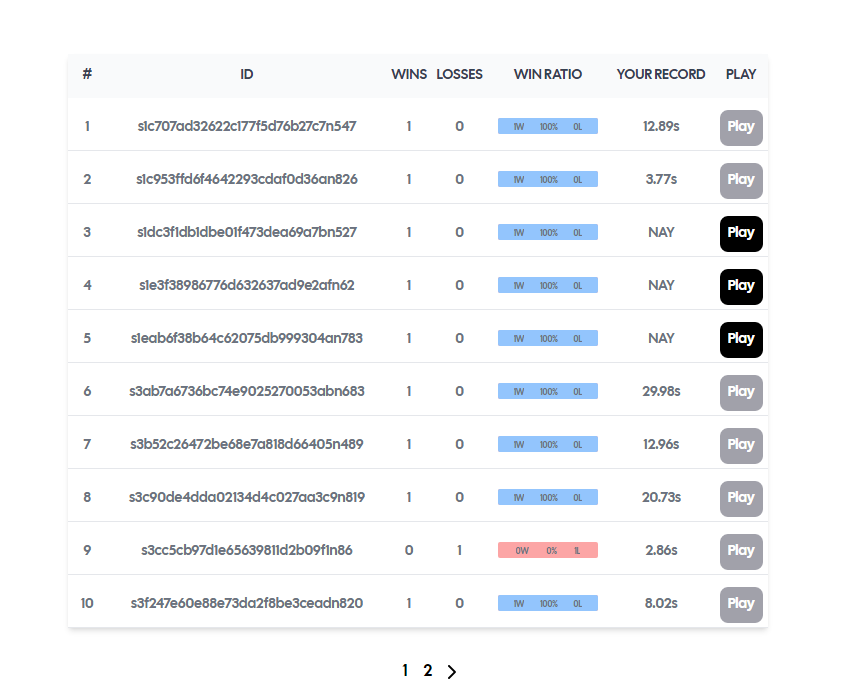 # ID WINS LOSSES WIN RATIO YOUR RECORD PLAY
1 s1c707ad32622c177f5d76b27c7n547 1 0 1W 100% 0L 12.89s Play
2 s1c953ffd6f4642293cdaf0d36an826 1 0 1W 100% 0L 3.77s Play
3 s1dc3f1db1dbe01f473dea69a7bn527 1 0 1W 100% 0L NAY Play
4 s1e3f38986776d632637ad9e2afn62 1 0 1W 100% 0L NAY Play
5 s1eab6f38b64c62075db999304an783 1 0 1W 100% 0L NAY Play
6 s3ab7a6736bc74e9025270053abn683 1 0 1W 100% 0L 29.98s Play
7 s3b52c26472be68e7a818d66405n489 1 0 1W 100% 0L 12.96s Play
8 s3c90de4dda02134d4c027aa3c9n819 1 0 1W 100% 0L 20.73s Play
9 s3cc5cb97d1e65639811d2b09f1n86 0 1 0W 0% 1L 2.86s Play
10 s3f247e60e88e73da2f8be3ceadn820 1 0 1W 100% 0L 8.02s Play
1 2